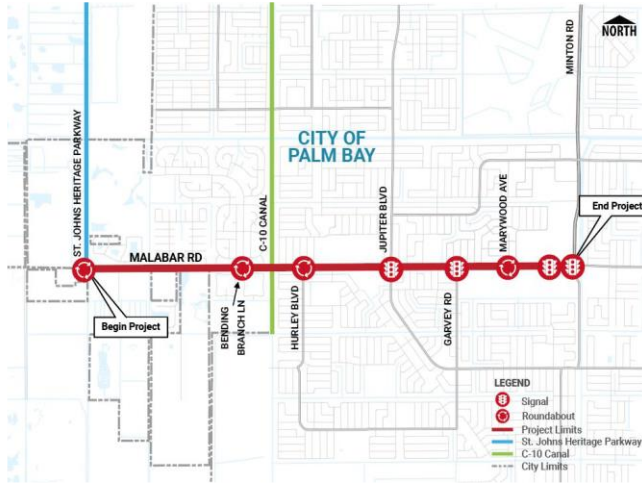 NORTH
MINTON RD
ST. JOHNS HERITAGE PARKWAY
CITY OF
PALM BAY
C-10 CANAL
JUPITER BLVD
MARYWOOD AVE
End Project
MALABAR RD
Begin Project
BENDING
BRANCH LN
HURLEY BLVD
GARVEY RD
LEGEND
Signal
Roundabout
Project Limits
St. Johns Heritage Parkway
C-10 Canal
City Limits